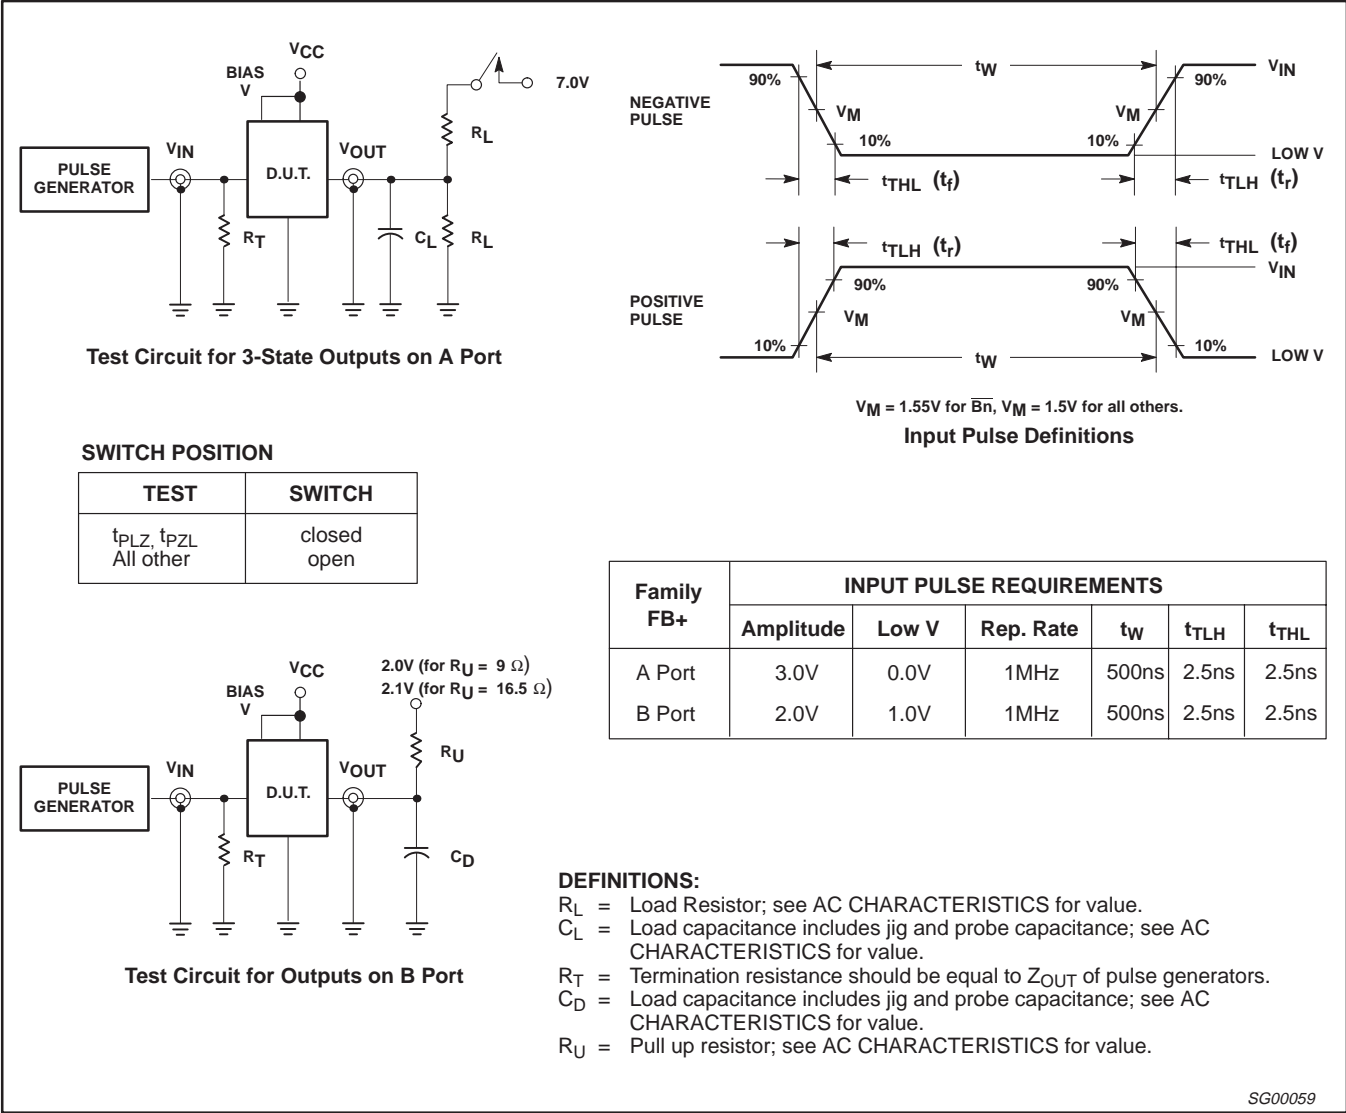 VCC
BIAS
V
7.0V
RL
PULSE
GENERATOR
VIN
D.U.T.
VOUT
RT
CL
RL
Test Circuit for 3-State Outputs on A Port
NEGATIVE
PULSE
90%
tW
90%
VIN
VM
VM
10%
10%
LOW V
tTHL (tf)
tTLH (tr)
tTLH (tr)
tTHL (tf)
VIN
POSITIVE
PULSE
90%
90%
VM
VM
10%
tW
10%
LOW V
VM = 1.55V for B̅n̅, VM = 1.5V for all others.
Input Pulse Definitions
SWITCH POSITION
TEST SWITCH
tPLZ, tPZL closed
All other open
Family
FB+
INPUT PULSE REQUIREMENTS
Amplitude Low V Rep. Rate tW tTLH tTHL
A Port 3.0V 0.0V 1MHz 500ns 2.5ns 2.5ns
B Port 2.0V 1.0V 1MHz 500ns 2.5ns 2.5ns
VCC
BIAS
V
2.0V (for RU = 9 Ω)
2.1V (for RU = 16.5 Ω)
RU
PULSE
GENERATOR
VIN
D.U.T.
VOUT
RT
CD
Test Circuit for Outputs on B Port
DEFINITIONS:
RL = Load Resistor; see AC CHARACTERISTICS for value.
CL = Load capacitance includes jig and probe capacitance; see AC
CHARACTERISTICS for value.
RT = Termination resistance should be equal to ZOUT of pulse generators.
CD = Load capacitance includes jig and probe capacitance; see AC
CHARACTERISTICS for value.
RU = Pull up resistor; see AC CHARACTERISTICS for value.
SG00059